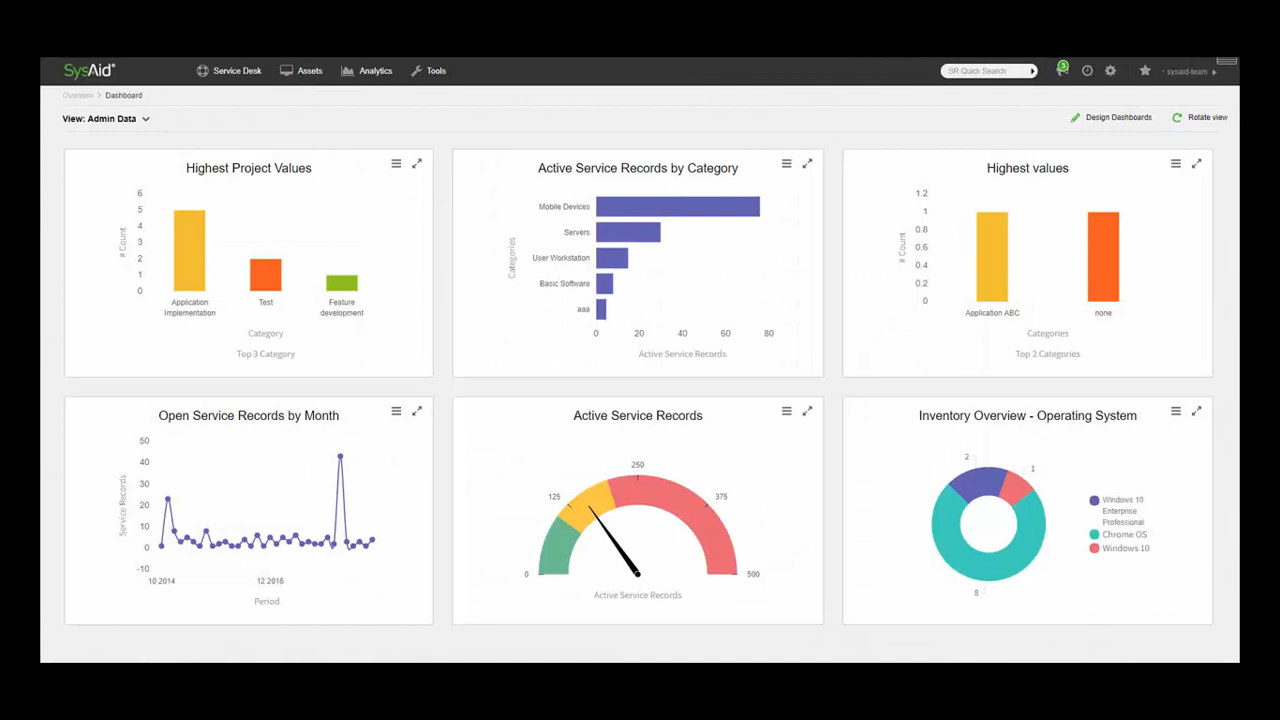 SysAid®
Service Desk
Assets
Analytics
Tools
SR Quick Search
3
sysaid-team
Overview > Dashboard
View: Admin Data
Design Dashboards
Rotate view
Highest Project Values
6
5
4
3
2
1
0
# Count
Application
Implementation
Test
Feature
development
Category
Top 3 Category
Active Service Records by Category
Categories
Mobile Devices
Servers
User Workstation
Basic Software
aaa
0 20 40 60 80
Active Service Records
Highest values
1.2
1
0.8
0.6
0.4
0.2
0
# Count
Application ABC
none
Categories
Top 2 Categories
Open Service Records by Month
50
40
30
20
10
0
-10
Service Records
10 2014
12 2016
Period
Active Service Records
0
125
250
375
500
Active Service Records
Inventory Overview - Operating System
2
1
8
Windows 10
Enterprise
Professional
Chrome OS
Windows 10